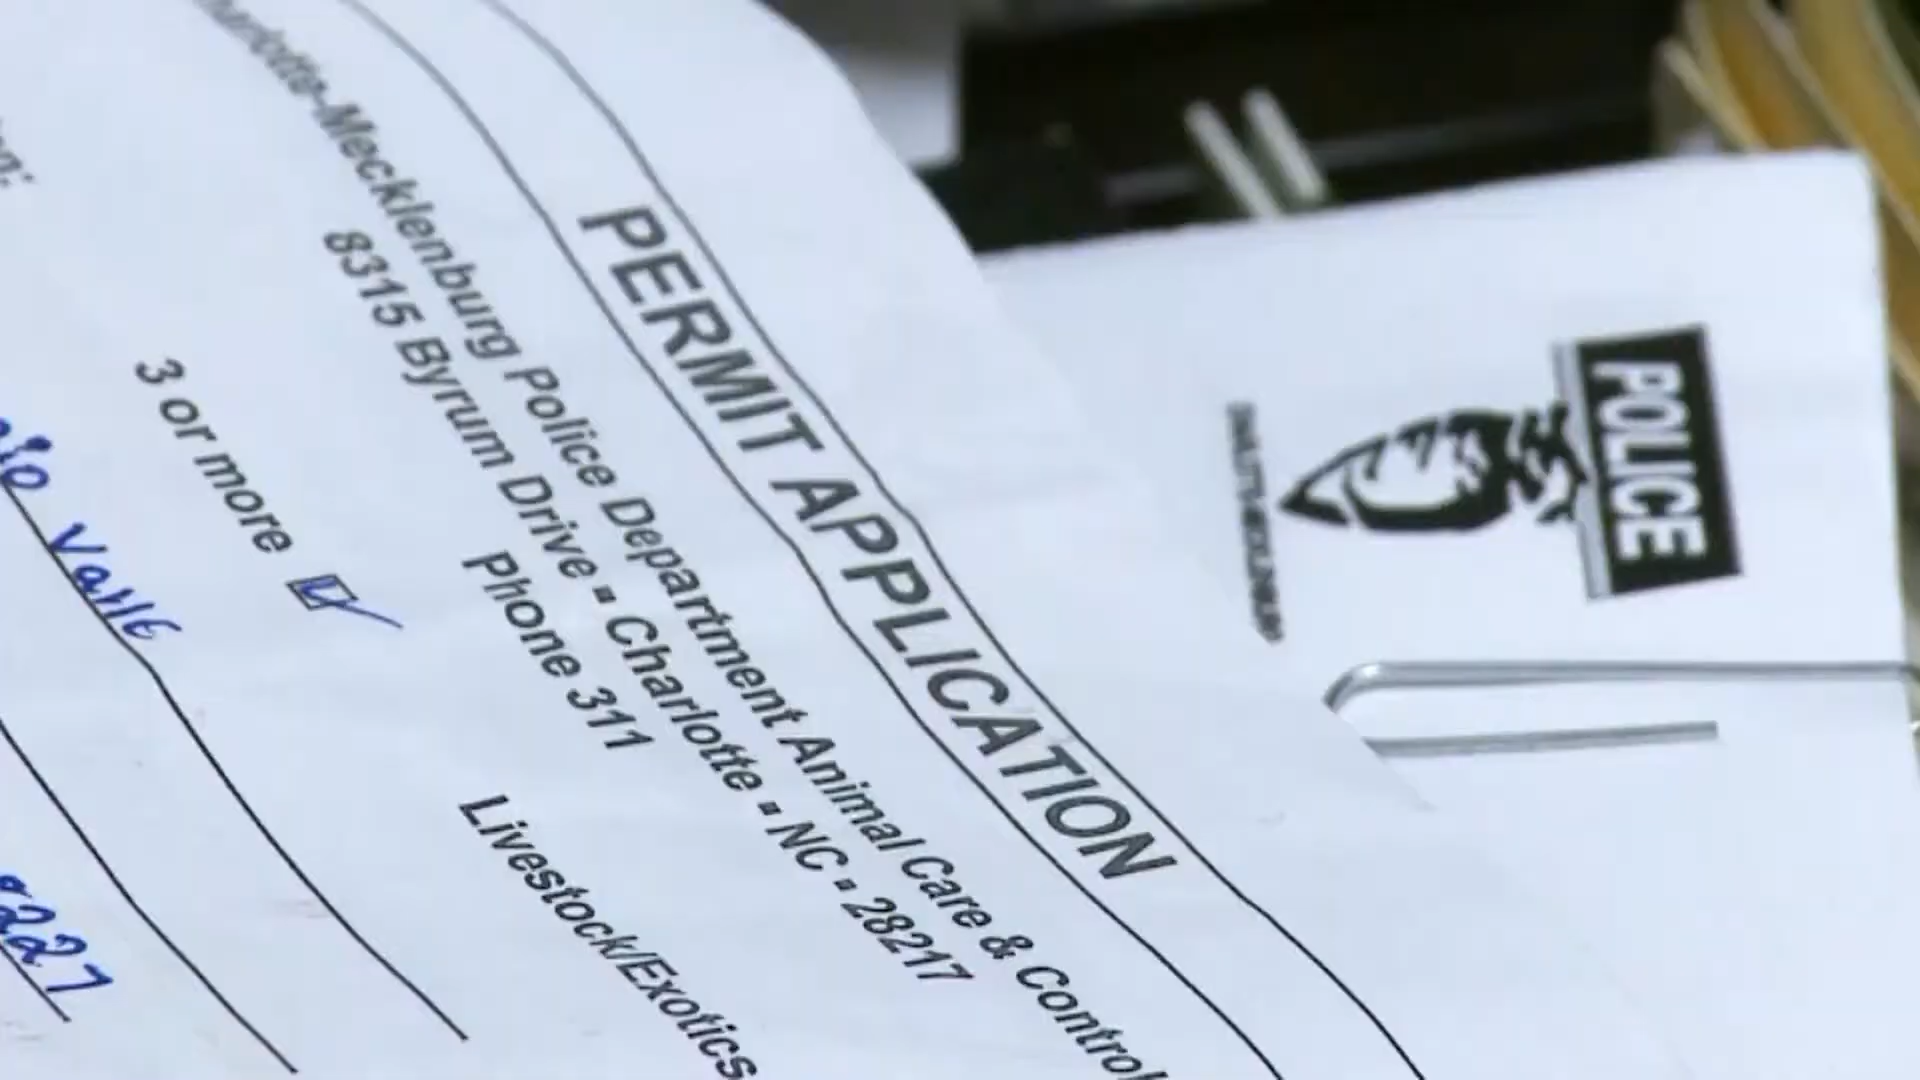 PERMIT APPLICATION
Charlotte-Mecklenburg Police Department Animal Care & Control
8315 Byrum Drive ▪ Charlotte ▪ NC ▪ 28217
Phone 311
Livestock/Exotics
3 or more
Valle
POLICE